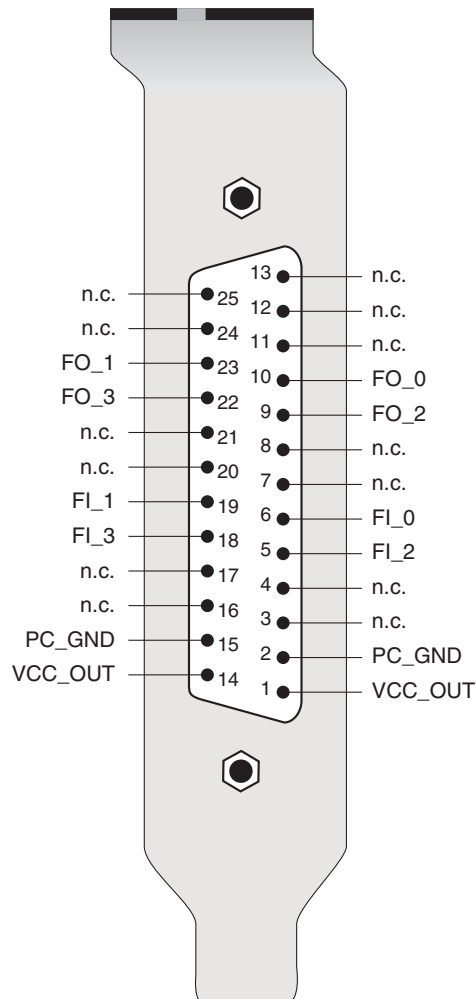 13 n.c.
n.c. 25
12 n.c.
n.c. 24
11 n.c.
FO_1 23
10 FO_0
FO_3 22
9 FO_2
n.c. 21
8 n.c.
n.c. 20
7 n.c.
FI_1 19
6 FI_0
FI_3 18
5 FI_2
n.c. 17
4 n.c.
n.c. 16
3 n.c.
PC_GND 15
2 PC_GND
VCC_OUT 14
1 VCC_OUT